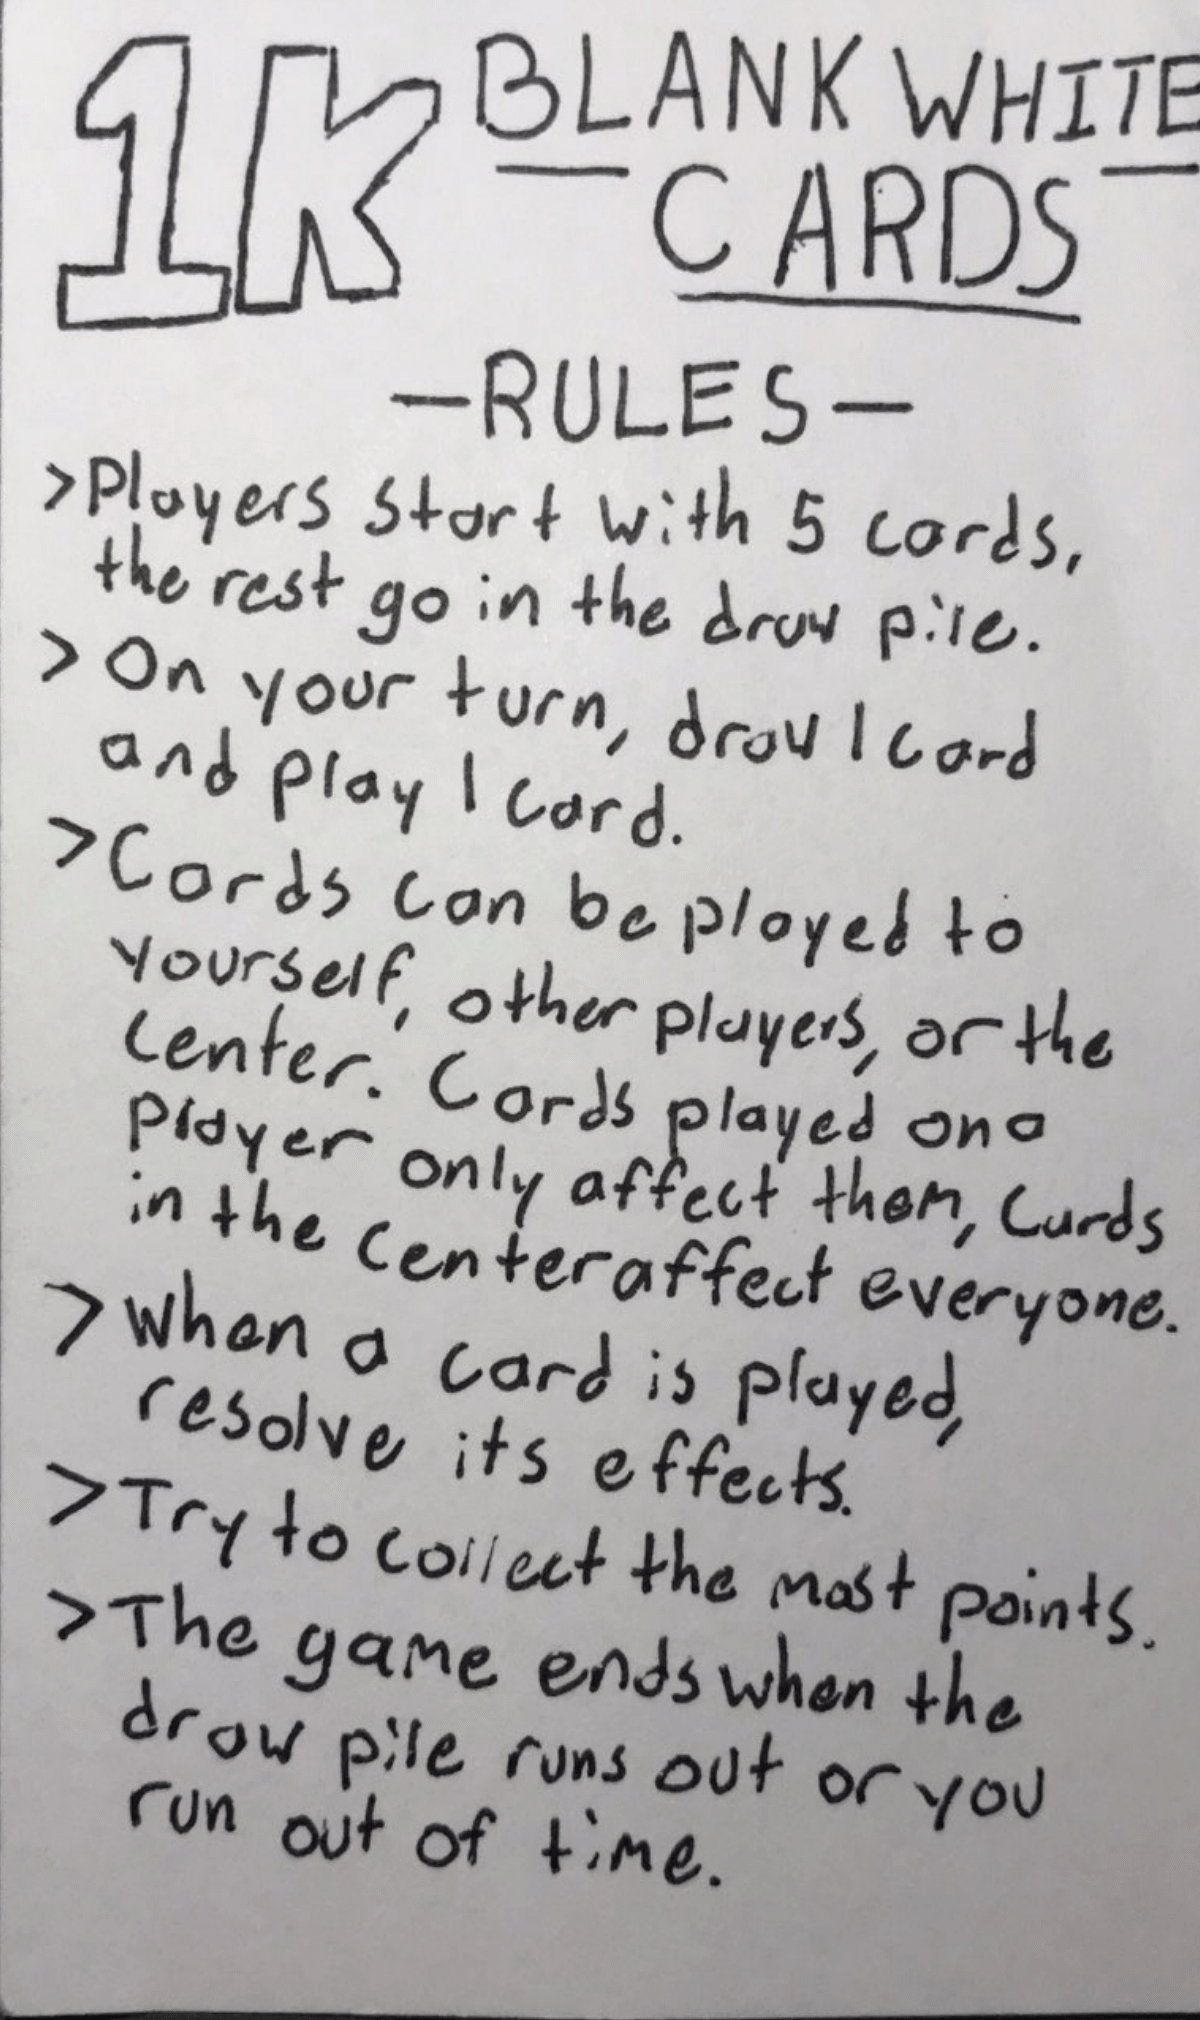 1K BLANK WHITE
CARDS
-RULES-
>Players start with 5 cards,
the rest go in the draw pile.
> On your turn, draw 1 card
and play 1 card.
>Cards can be played to
yourself, other players, or the
center. Cards played on a
player only affect them, Cards
in the center affect everyone.
>When a card is played,
resolve its effects.
>Try to collect the most points.
>The game ends when the
draw pile runs out or you
run out of time.